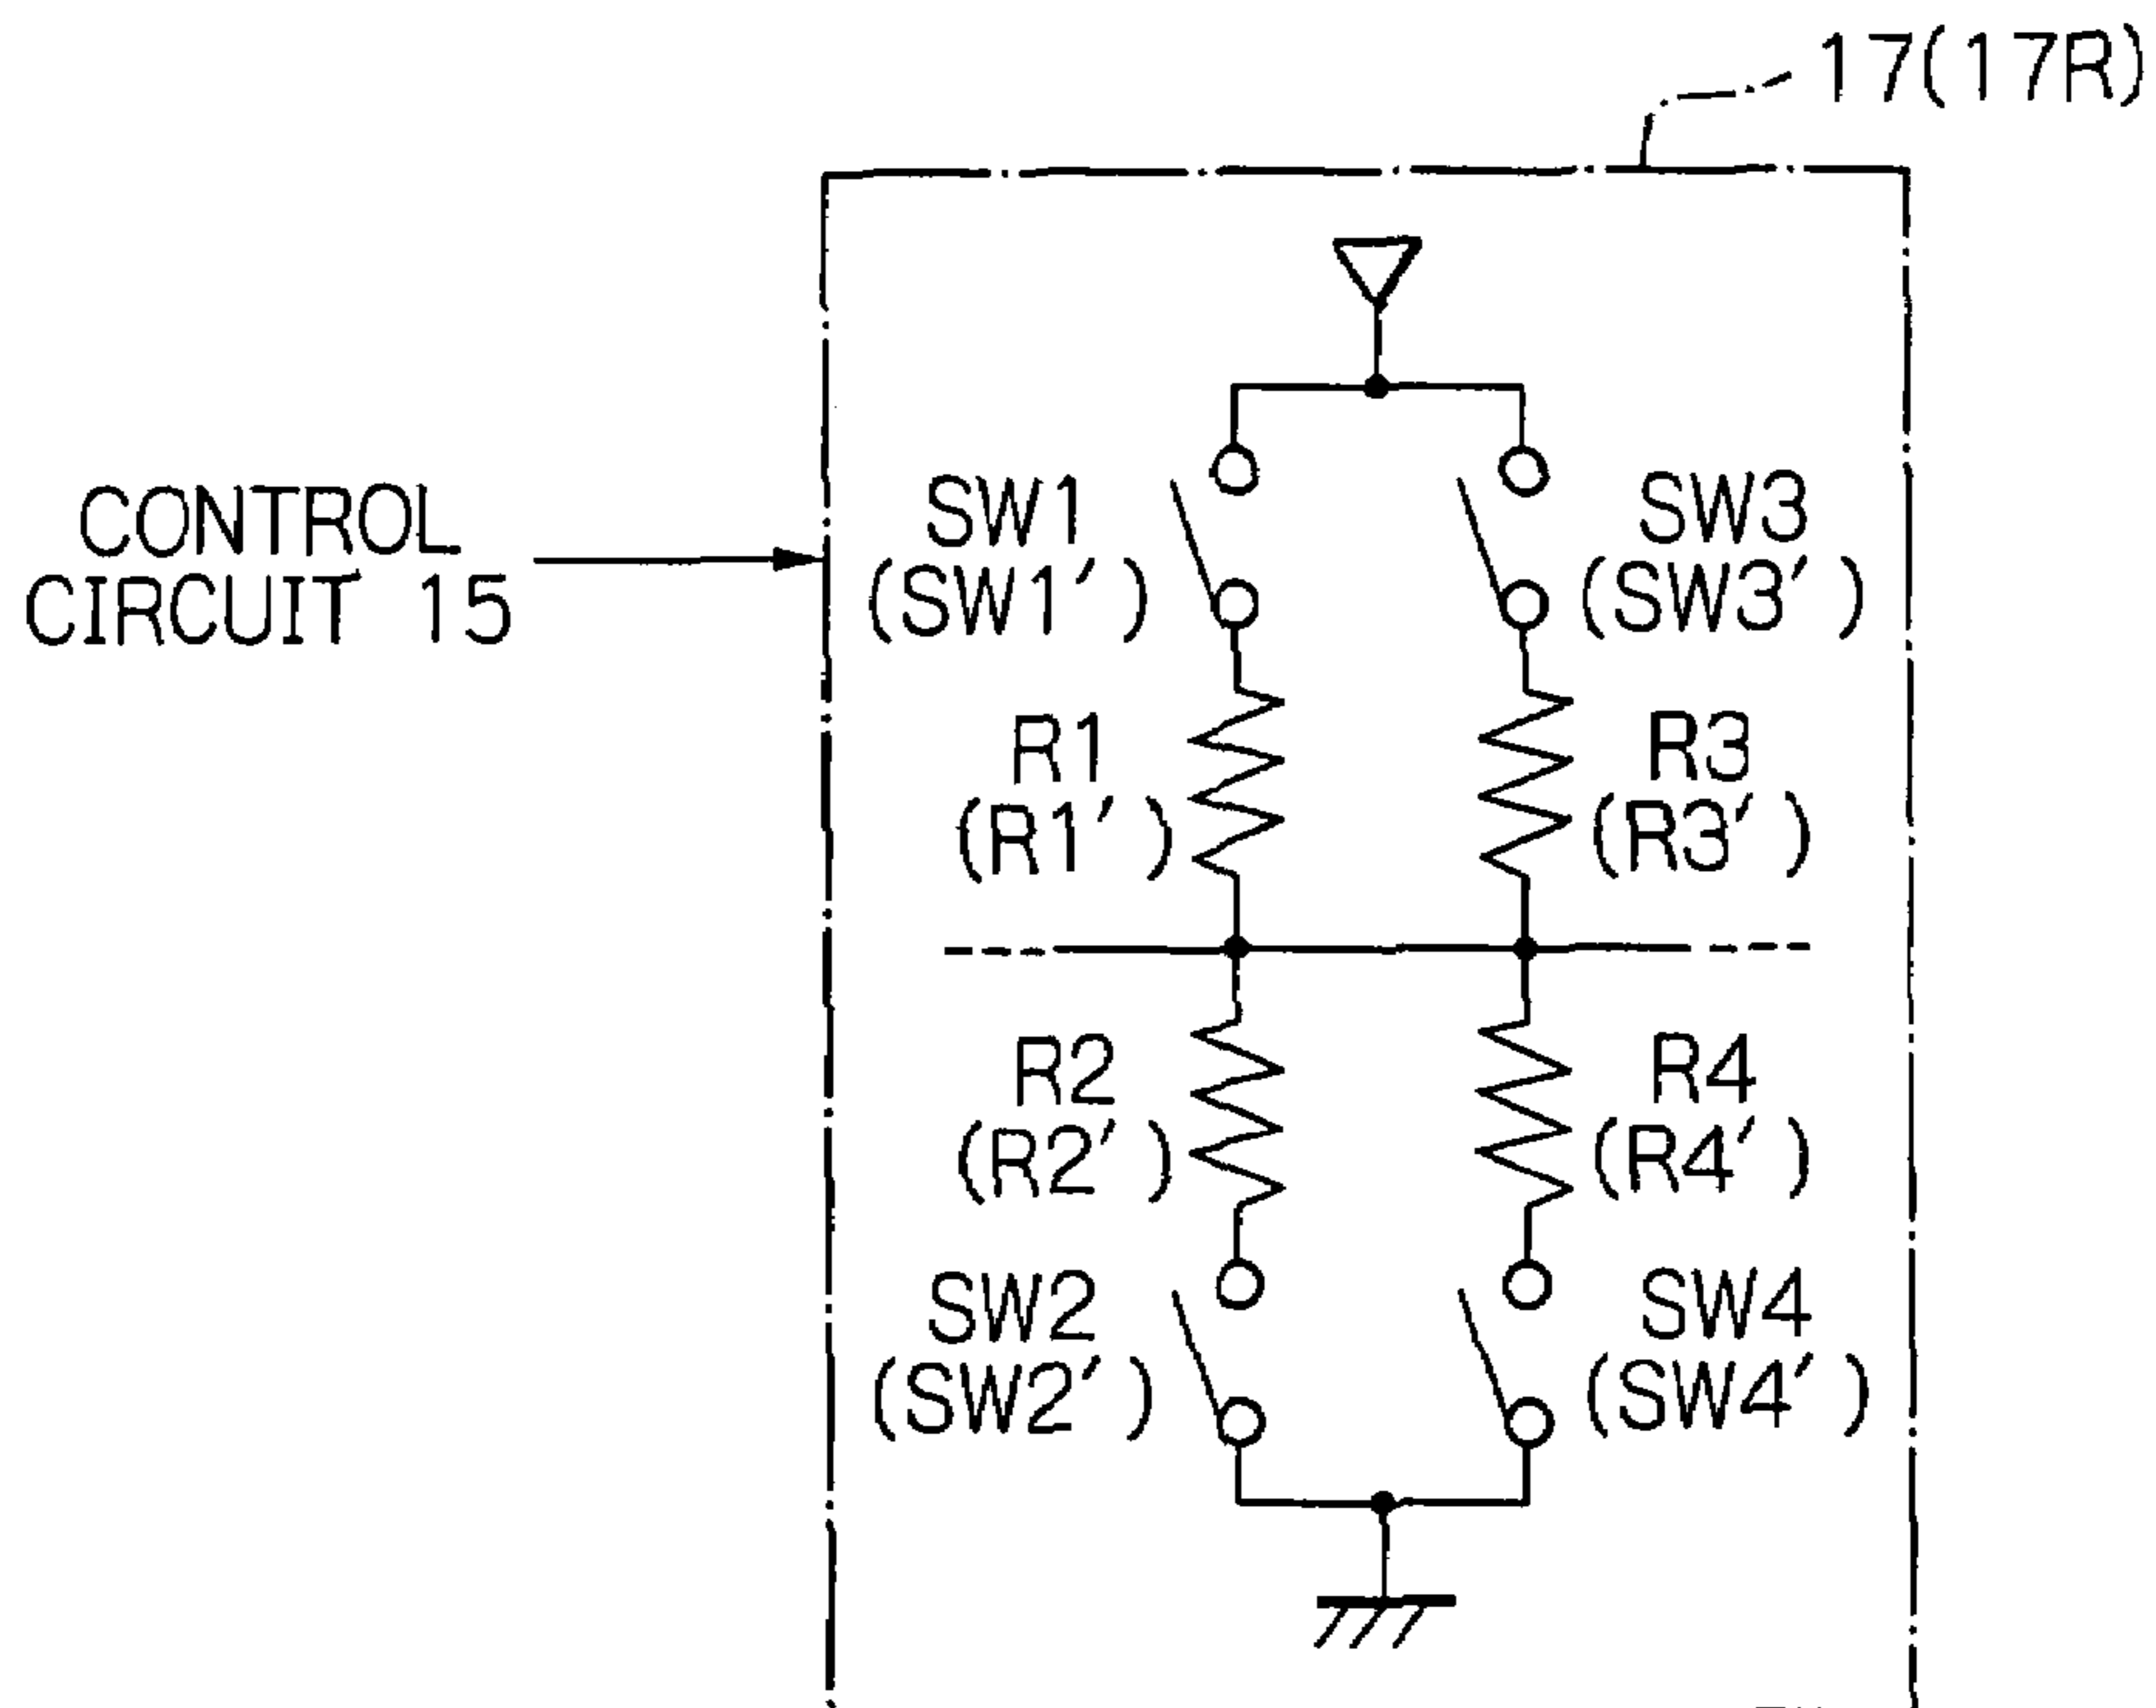 17(17R)
CONTROL
CIRCUIT 15
SW1
(SW1')
SW3
(SW3')
R1
(R1')
R3
(R3')
R2
(R2')
R4
(R4')
SW2
(SW2')
SW4
(SW4')